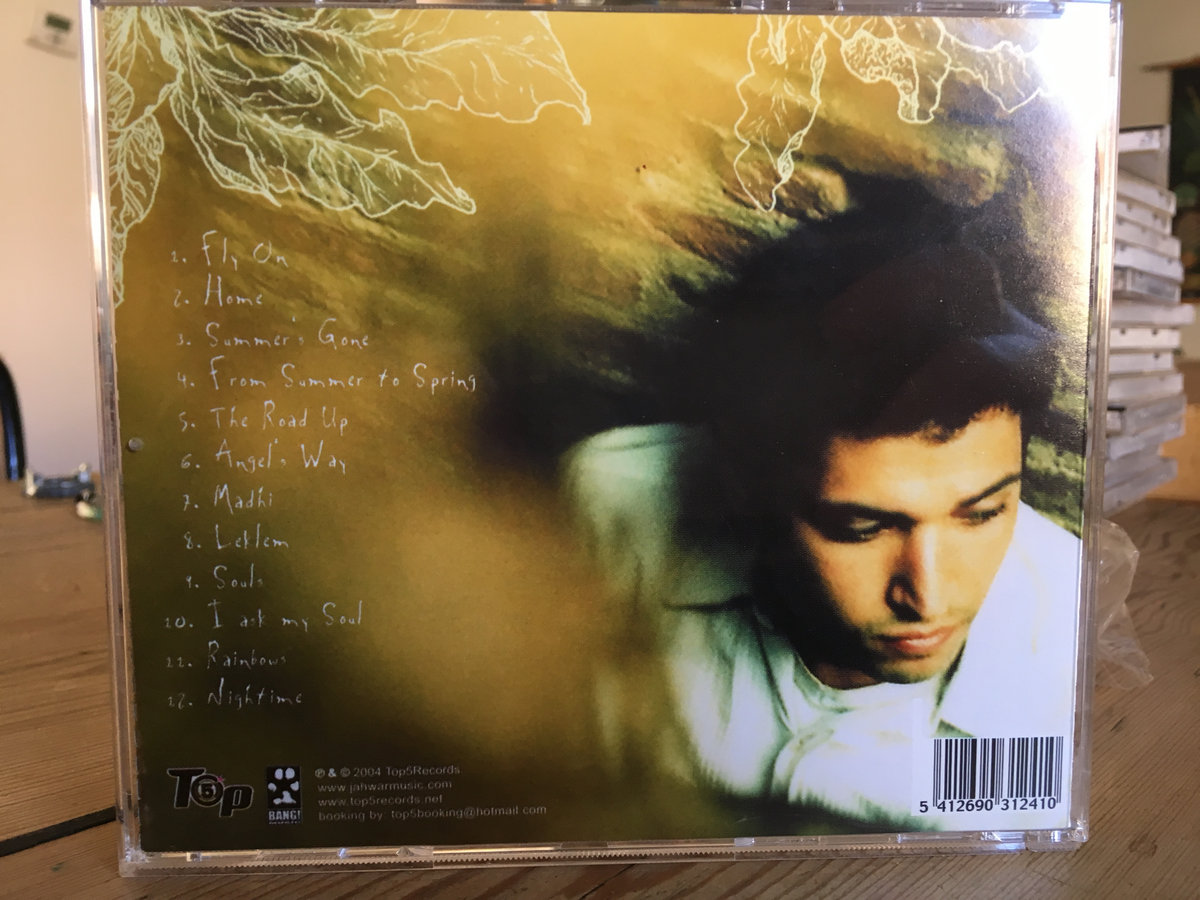 1. Fly On
2. Home
3. Summer's Gone
4. From Summer to Spring
5. The Road Up
6. Angel's Way
7. Madhi
8. Leklem
9. Souls
10. I ask my Soul
11. Rainbows
12. Nightime
Top 5
BANG!
℗ & © 2004 Top5Records.
www.jahwarmusic.com
www.top5records.net
booking by: top5booking@hotmail.com
5 412690 312410